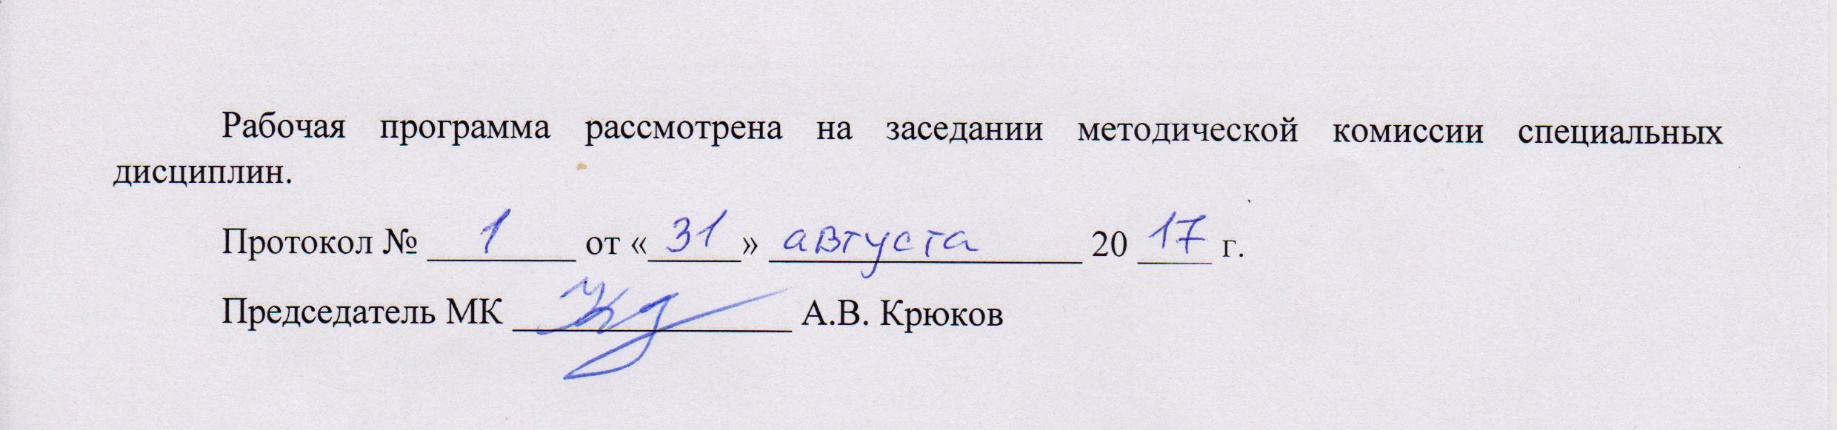 Рабочая программа рассмотрена на заседании методической комиссии специальных
дисциплин.
Протокол № 1 от «31» августа 20 17 г.
Председатель МК А.В. Крюков